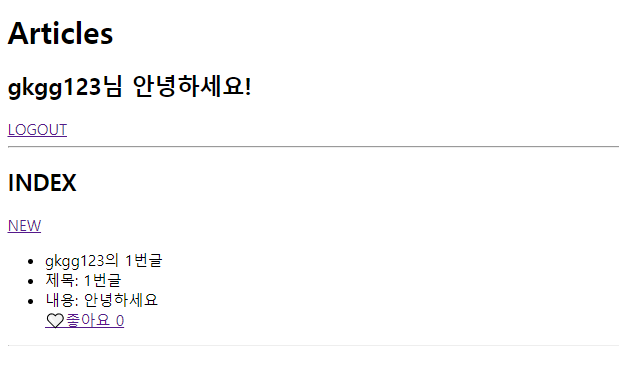 Articles
gkgg123님 안녕하세요!
LOGOUT
INDEX
NEW
gkgg123의 1번글
제목: 1번글
내용: 안녕하세요
좋아요 0